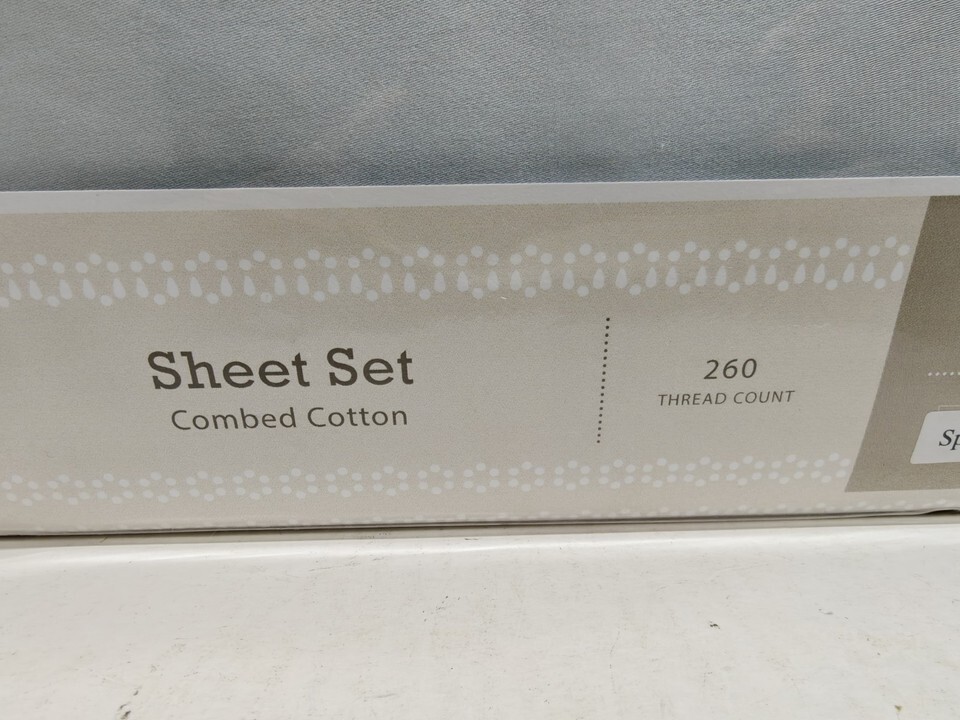 Sheet Set
Combed Cotton
260
THREAD COUNT